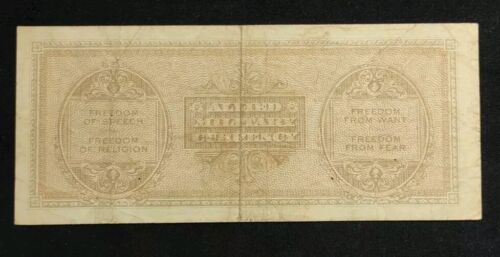 FREEDOM
OF SPEECH
FREEDOM
OF RELIGION
ALLIED
MILITARY
CURRENCY
FREEDOM
FROM WANT
FREEDOM
FROM FEAR